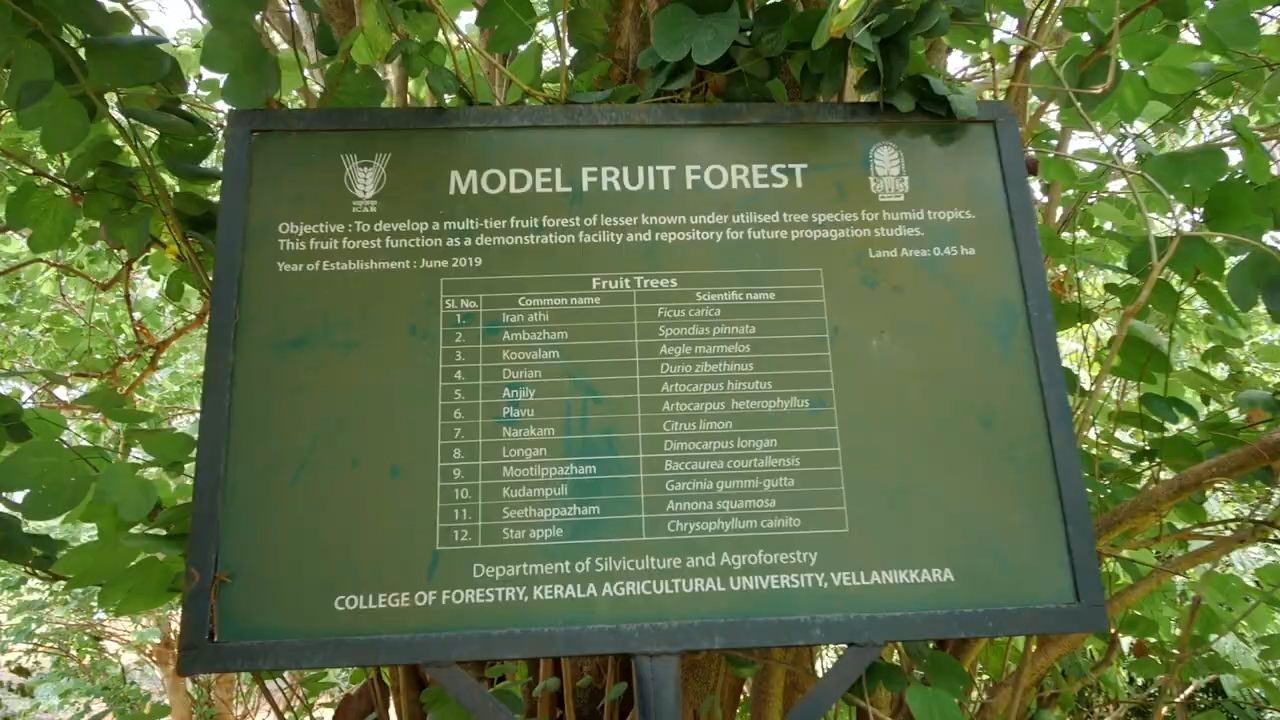 MODEL FRUIT FOREST
ICAR
Objective : To develop a multi-tier fruit forest of lesser known under utilised tree species for humid tropics.
This fruit forest function as a demonstration facility and repository for future propagation studies.
Year of Establishment : June 2019
Land Area: 0.45 ha
Fruit Trees
Sl. No. Common name Scientific name
1. Iran athi Ficus carica
2. Ambazham Spondias pinnata
3. Koovalam Aegle marmelos
4. Durian Durio zibethinus
5. Anjily Artocarpus hirsutus
6. Plavu Artocarpus heterophyllus
7. Narakam Citrus limon
8. Longan Dimocarpus longan
9. Mootilppazham Baccaurea courtallensis
10. Kudampuli Garcinia gummi-gutta
11. Seethappazham Annona squamosa
12. Star apple Chrysophyllum cainito
Department of Silviculture and Agroforestry
COLLEGE OF FORESTRY, KERALA AGRICULTURAL UNIVERSITY, VELLANIKKARA